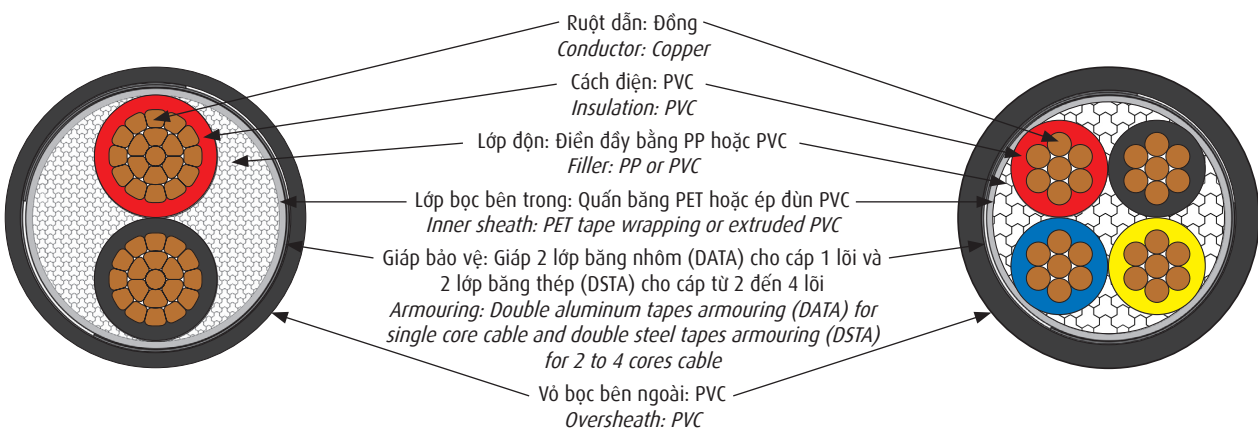 Ruột dẫn: Đồng
Conductor: Copper
Cách điện: PVC
Insulation: PVC
Lớp độn: Điền đầy bằng PP hoặc PVC
Filler: PP or PVC
Lớp bọc bên trong: Quấn băng PET hoặc ép đùn PVC
Inner sheath: PET tape wrapping or extruded PVC
Giáp bảo vệ: Giáp 2 lớp băng nhôm (DATA) cho cáp 1 lõi và
2 lớp băng thép (DSTA) cho cáp từ 2 đến 4 lõi
Armouring: Double aluminum tapes armouring (DATA) for
single core cable and double steel tapes armouring (DSTA)
for 2 to 4 cores cable
Vỏ bọc bên ngoài: PVC
Oversheath: PVC